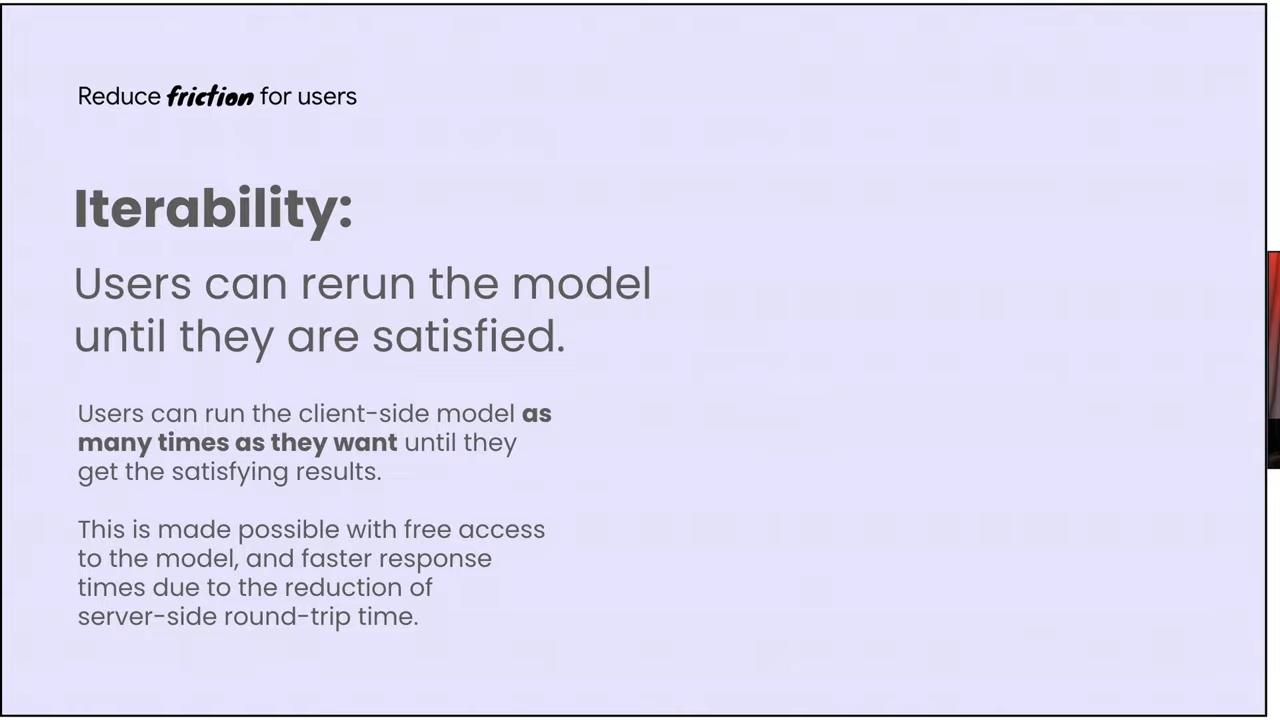 Reduce friction for users
Iterability:
Users can rerun the model
until they are satisfied.
Users can run the client-side model as
many times as they want until they
get the satisfying results.
This is made possible with free access
to the model, and faster response
times due to the reduction of
server-side round-trip time.